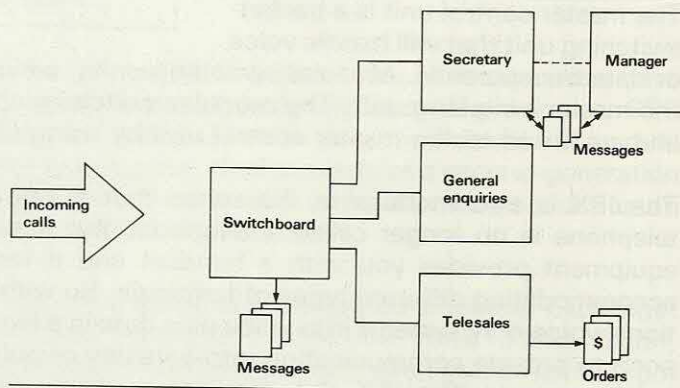 Secretary
Manager
Messages
Incoming
calls
General
enquiries
Switchboard
Telesales
$
Messages
Orders